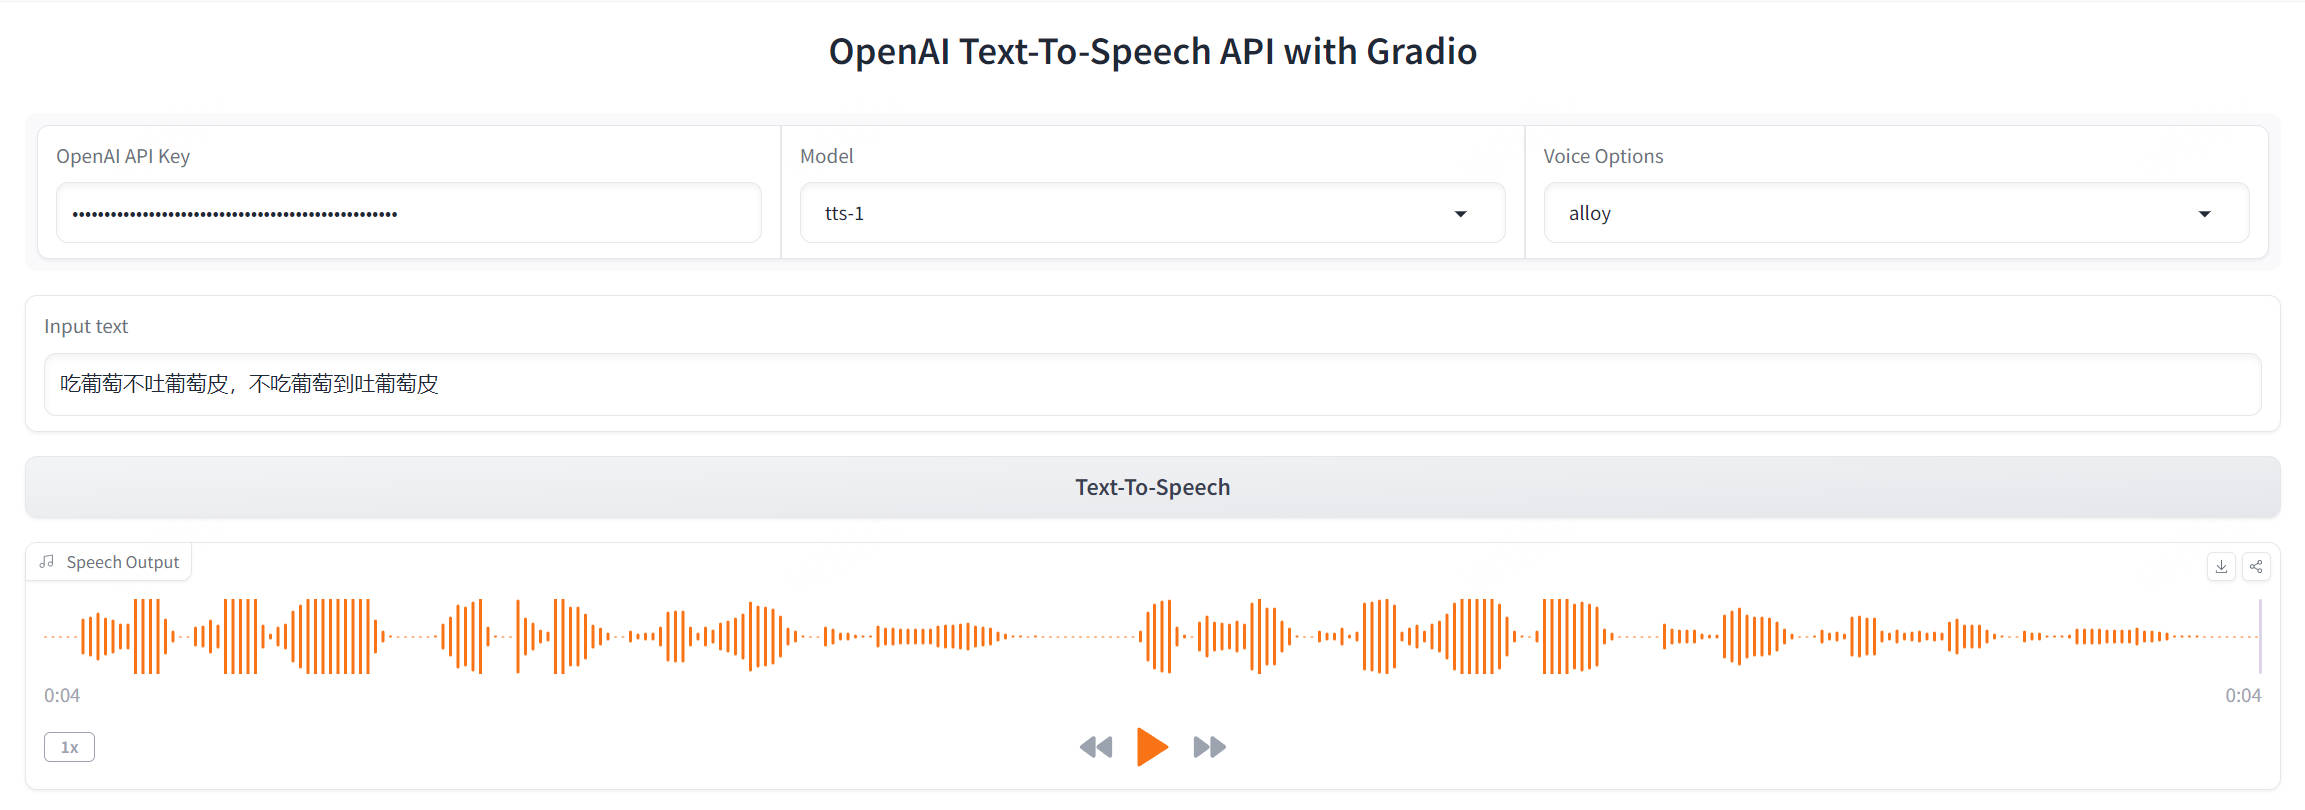 OpenAI Text-To-Speech API with Gradio
OpenAI API Key
Model
Voice Options
••••••••••••••••••••••••••••••••••••••••••••••••••• 
tts-1
alloy
Input text
吃葡萄不吐葡萄皮，不吃葡萄到吐葡萄皮
Text-To-Speech
Speech Output
0:04
0:04
1x